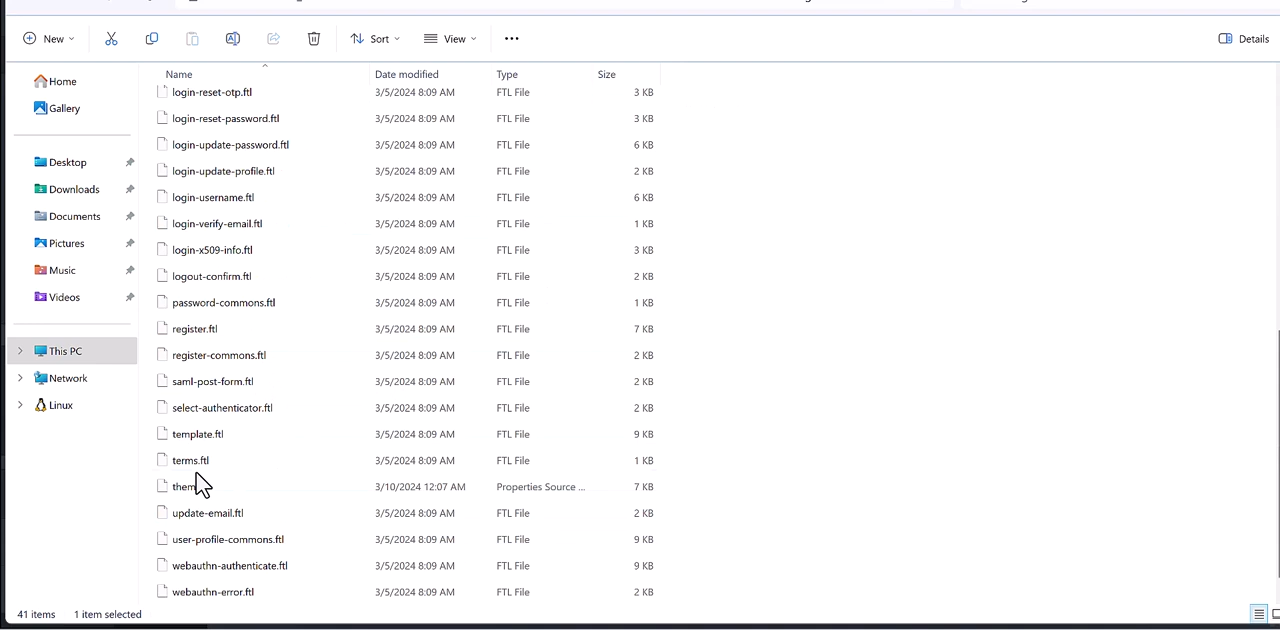 New Sort View ••• Details
Name Date modified Type Size
Home
Gallery
Desktop
Downloads
Documents
Pictures
Music
Videos
This PC
Network
Linux
login-reset-otp.ftl 3/5/2024 8:09 AM FTL File 3 KB
login-reset-password.ftl 3/5/2024 8:09 AM FTL File 3 KB
login-update-password.ftl 3/5/2024 8:09 AM FTL File 6 KB
login-update-profile.ftl 3/5/2024 8:09 AM FTL File 2 KB
login-username.ftl 3/5/2024 8:09 AM FTL File 6 KB
login-verify-email.ftl 3/5/2024 8:09 AM FTL File 1 KB
login-x509-info.ftl 3/5/2024 8:09 AM FTL File 3 KB
logout-confirm.ftl 3/5/2024 8:09 AM FTL File 2 KB
password-commons.ftl 3/5/2024 8:09 AM FTL File 1 KB
register.ftl 3/5/2024 8:09 AM FTL File 7 KB
register-commons.ftl 3/5/2024 8:09 AM FTL File 2 KB
saml-post-form.ftl 3/5/2024 8:09 AM FTL File 2 KB
select-authenticator.ftl 3/5/2024 8:09 AM FTL File 2 KB
template.ftl 3/5/2024 8:09 AM FTL File 9 KB
terms.ftl 3/5/2024 8:09 AM FTL File 1 KB
them 3/10/2024 12:07 AM Properties Source ... 7 KB
update-email.ftl 3/5/2024 8:09 AM FTL File 2 KB
user-profile-commons.ftl 3/5/2024 8:09 AM FTL File 9 KB
webauthn-authenticate.ftl 3/5/2024 8:09 AM FTL File 9 KB
webauthn-error.ftl 3/5/2024 8:09 AM FTL File 2 KB
41 items 1 item selected